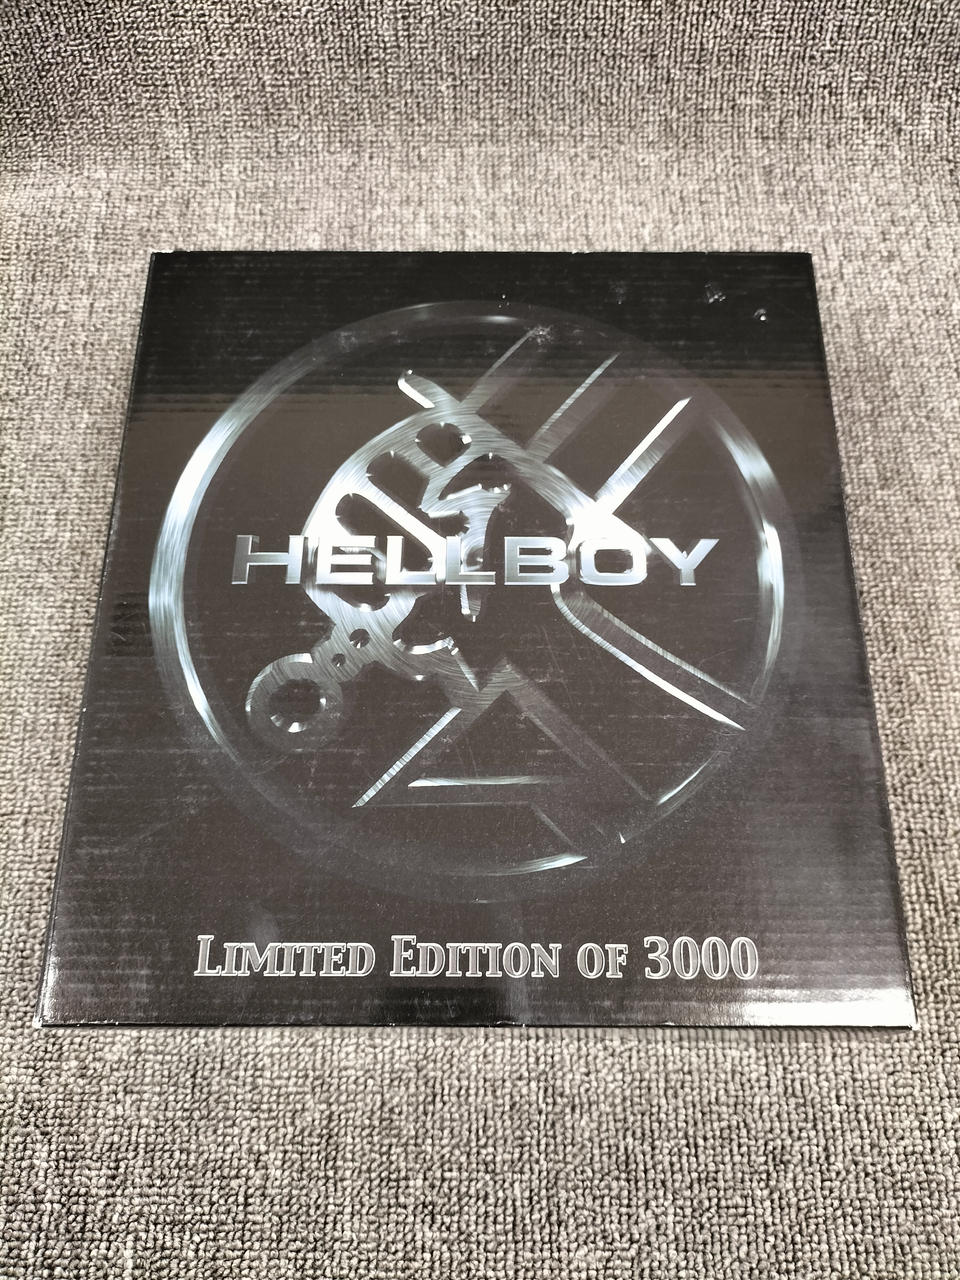 HELLBOY
LIMITED EDITION OF 3000